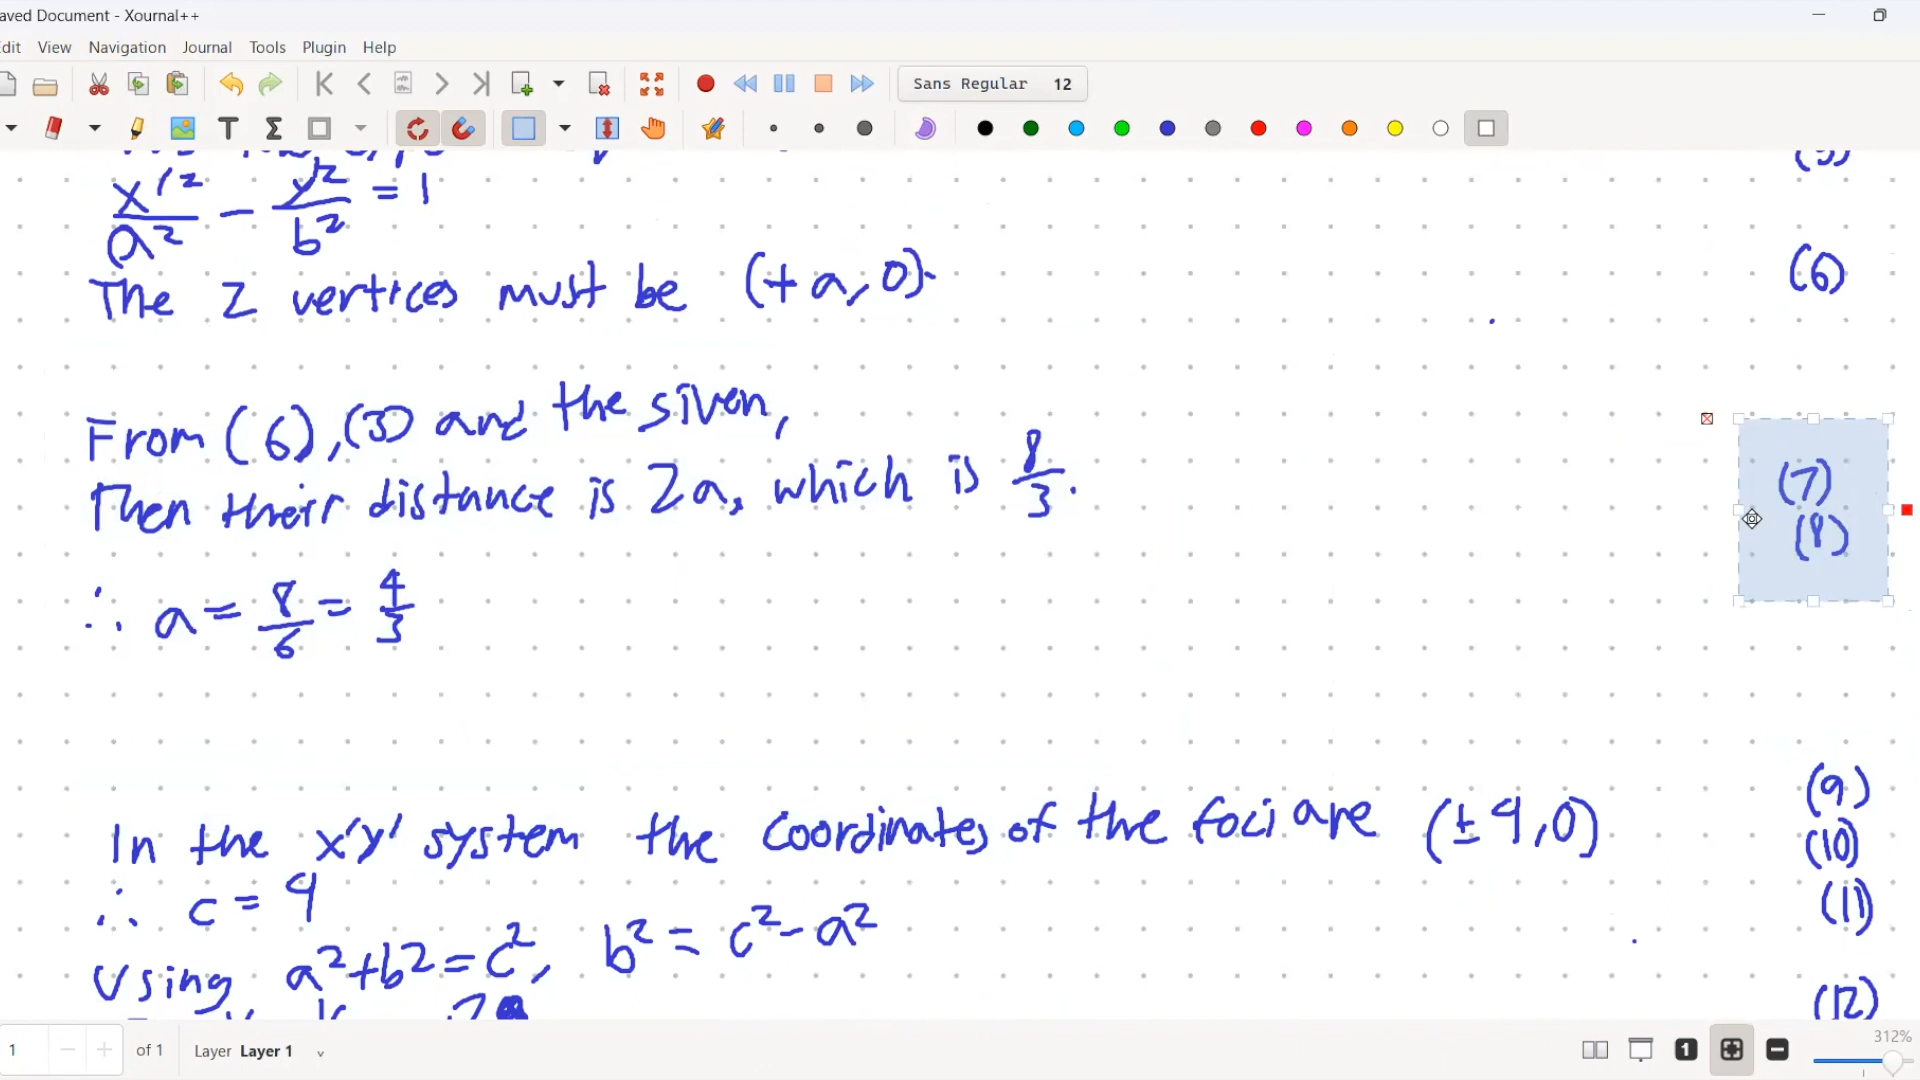 aved Document - Xournal++
Edit View Navigation Journal Tools Plugin Help
Sans Regular 12
x'² / a² - y'² / b² = 1
The 2 vertices must be (+a, 0).
(6)
From (6), (3) and the given,
Then their distance is 2a, which is 8/3.
(7)
(8)
∴ a = 8/6 = 4/3
In the x'y' system the coordinates of the foci are (±4, 0)
(9)
(10)
∴ c = 4
(11)
Using a² + b² = c², b² = c² - a²
(12)
1 of 1 Layer Layer 1 312%